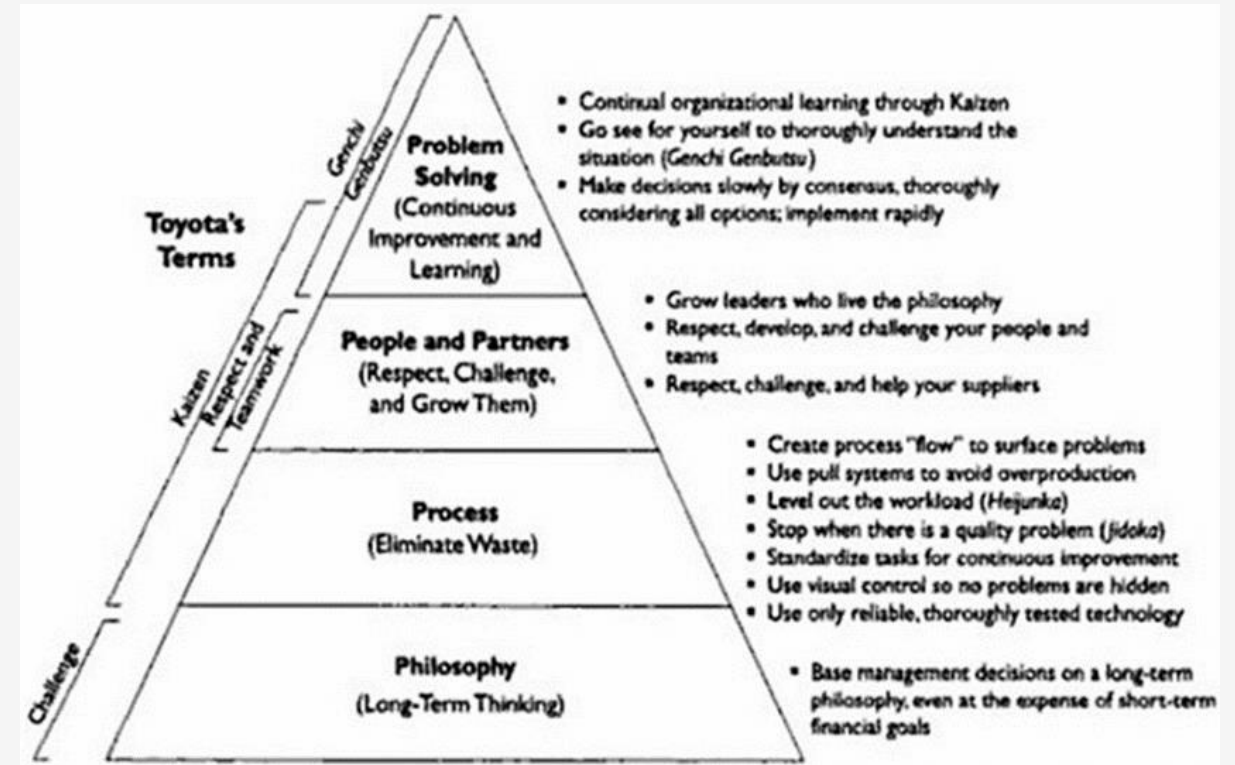 Toyota's
Terms
Genchi
Genbutsu
Kaizen
Respect and
Teamwork
Challenge
Problem
Solving
(Continuous
Improvement and
Learning)
• Continual organizational learning through Kaizen
• Go see for yourself to thoroughly understand the
situation (Genchi Genbutsu)
• Make decisions slowly by consensus, thoroughly
considering all options; implement rapidly
People and Partners
(Respect, Challenge,
and Grow Them)
• Grow leaders who live the philosophy
• Respect, develop, and challenge your people and
teams
• Respect, challenge, and help your suppliers
Process
(Eliminate Waste)
• Create process "flow" to surface problems
• Use pull systems to avoid overproduction
• Level out the workload (Heijunka)
• Stop when there is a quality problem (Jidoka)
• Standardize tasks for continuous improvement
• Use visual control so no problems are hidden
• Use only reliable, thoroughly tested technology
Philosophy
(Long-Term Thinking)
• Base management decisions on a long-term
philosophy, even at the expense of short-term
financial goals